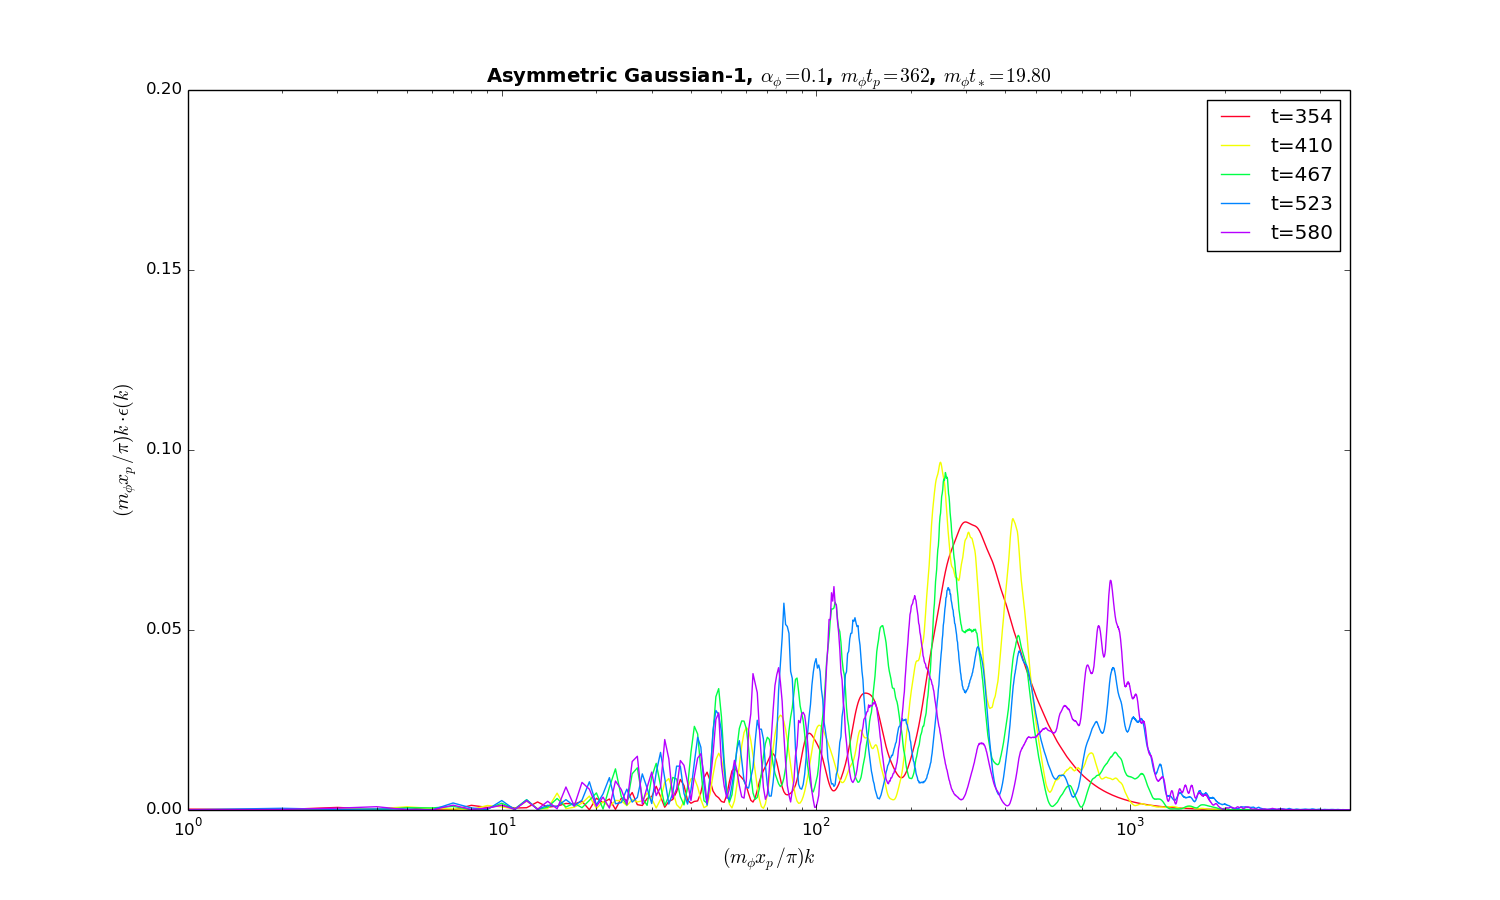 Asymmetric Gaussian-1, α_ϕ=0.1, m_ϕt_p=362, m_ϕt_*=19.80
0.20
0.15
0.10
0.05
0.00
(m_ϕx_p/π)k·ϵ(k)
t=354
t=410
t=467
t=523
t=580
10^0
10^1
10^2
10^3
(m_ϕx_p/π)k